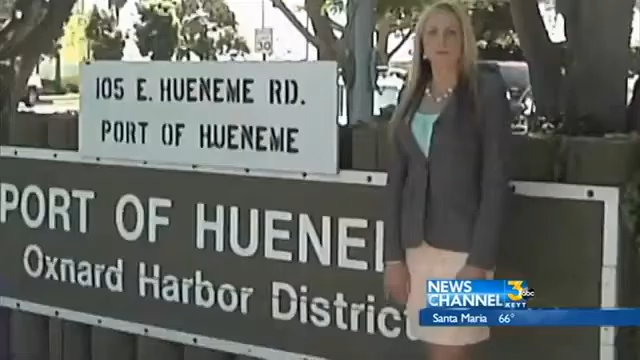 105 E. HUENEME RD.
PORT OF HUENEME
PORT OF HUENE
Oxnard Harbor District
30
NEWS
CHANNEL 3 abc
KEYT
Santa Maria 66°